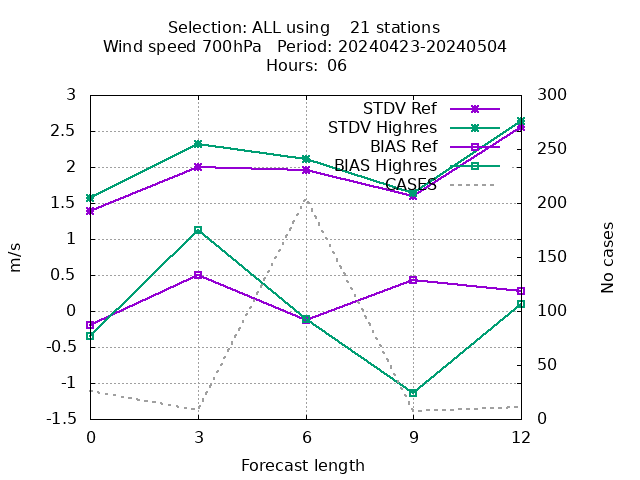 Selection: ALL using    21 stations
Wind speed 700hPa   Period: 20240423-20240504
Hours: 06
STDV Ref
STDV Highres
BIAS Ref
BIAS Highres
CASES
3
2.5
2
1.5
1
0.5
0
-0.5
-1
-1.5
m/s
300
250
200
150
100
50
0
No cases
0 3 6 9 12
Forecast length